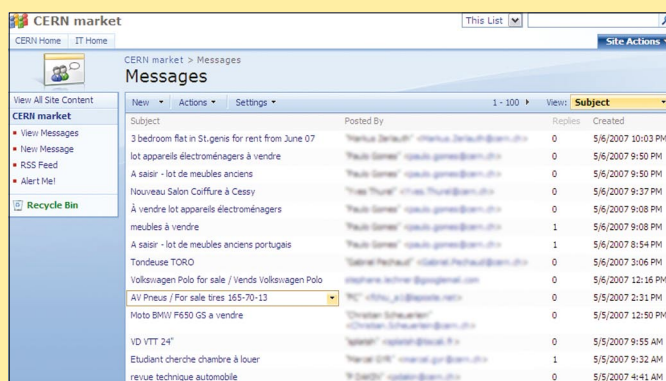 CERN market
This List
CERN Home IT Home
Site Actions
CERN market > Messages
Messages
View All Site Content
CERN market
View Messages
New Message
RSS Feed
Alert Me!
Recycle Bin
New Actions Settings 1 - 100 View: Subject
Subject Posted By Replies Created
3 bedroom flat in St.genis for rent from June 07 0 5/6/2007 10:03 PM
lot appareils électroménagers à vendre 0 5/6/2007 9:50 PM
A saisir - lot de meubles anciens 0 5/6/2007 9:50 PM
Nouveau Salon Coiffure à Cessy 0 5/6/2007 9:37 PM
À vendre lot appareils électroménagers 0 5/6/2007 9:08 PM
meubles à vendre 1 5/6/2007 9:08 PM
A saisir - lot de meubles anciens portugais 1 5/6/2007 8:54 PM
Tondeuse TORO 0 5/6/2007 3:06 PM
Volkswagen Polo for sale / Vends Volkswagen Polo 0 5/6/2007 12:16 PM
AV Pneus / For sale tires 165-70-13 0 5/5/2007 2:31 PM
Moto BMW F650 GS a vendre 0 5/5/2007 12:50 PM
VD VTT 24" 0 5/5/2007 9:55 AM
Etudiant cherche chambre à louer 1 5/5/2007 9:32 AM
revue technique automobile 0 5/5/2007 4:41 AM